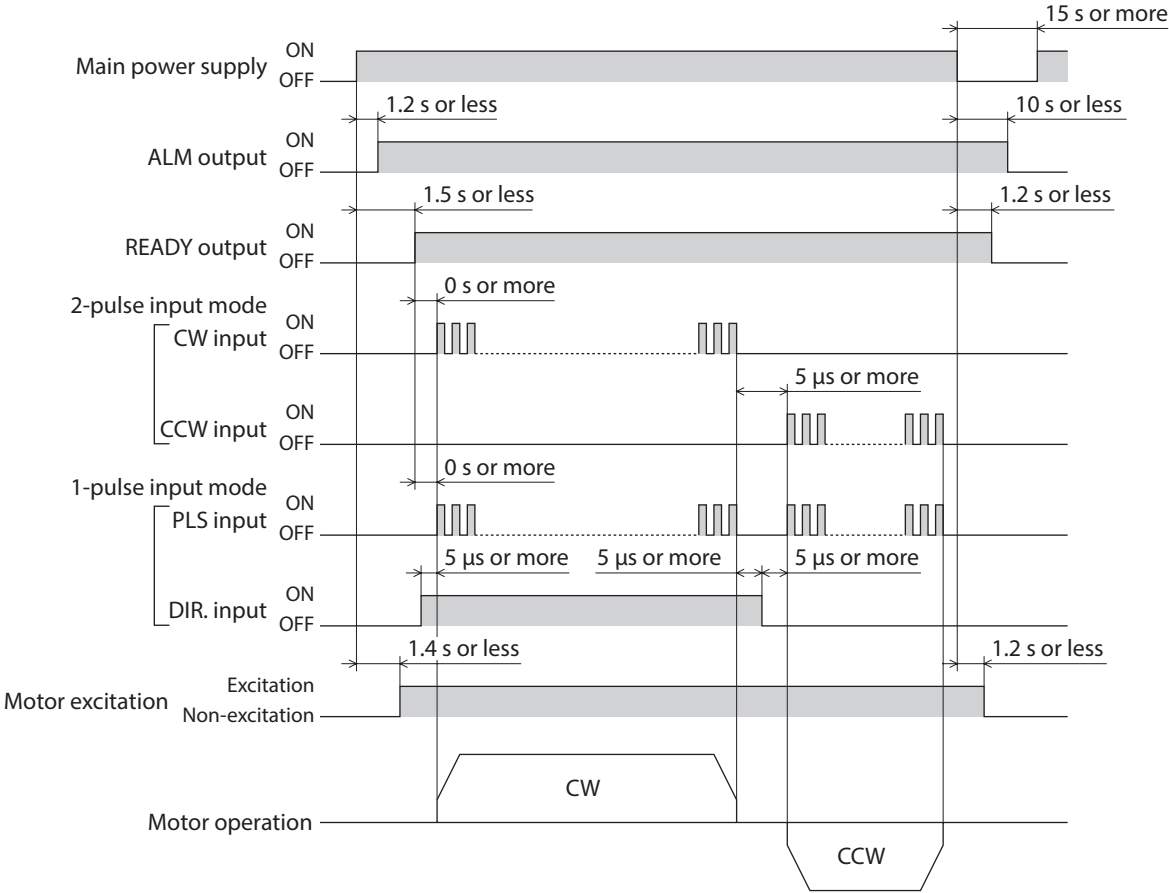 15 s or more
Main power supply ON
OFF
1.2 s or less 10 s or less
ALM output ON
OFF
1.5 s or less 1.2 s or less
READY output ON
OFF
0 s or more
2-pulse input mode
CW input ON
OFF
5 µs or more
CCW input ON
OFF
0 s or more
1-pulse input mode
PLS input ON
OFF
5 µs or more 5 µs or more 5 µs or more
DIR. input ON
OFF
1.4 s or less 1.2 s or less
Motor excitation Excitation
Non-excitation
CW
Motor operation
CCW